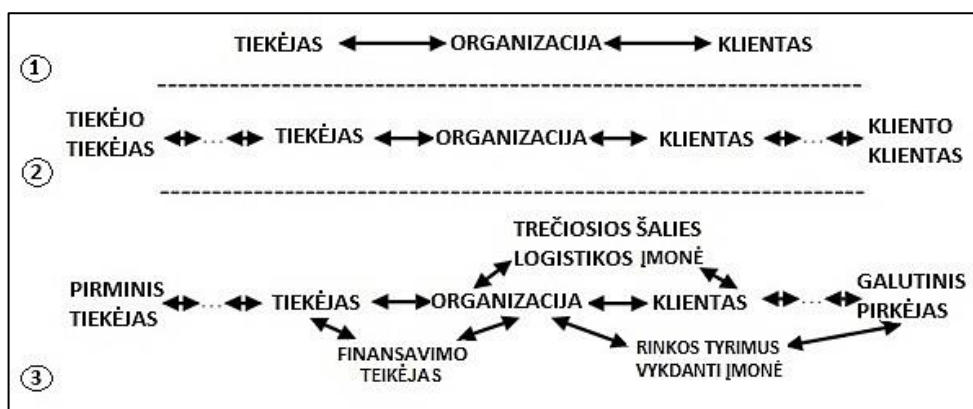 TIEKĖJAS ORGANIZACIJA KLIENTAS
①
TIEKĖJO
TIEKĖJAS ... TIEKĖJAS ORGANIZACIJA KLIENTAS ... KLIENTO
KLIENTAS
②
TREČIOSIOS ŠALIES
LOGISTIKOS ĮMONĖ
PIRMINIS
TIEKĖJAS ... TIEKĖJAS ORGANIZACIJA KLIENTAS ... GALUTINIS
PIRKĖJAS
FINANSAVIMO
TEIKĖJAS
RINKOS TYRIMUS
VYKDANTI ĮMONĖ
③